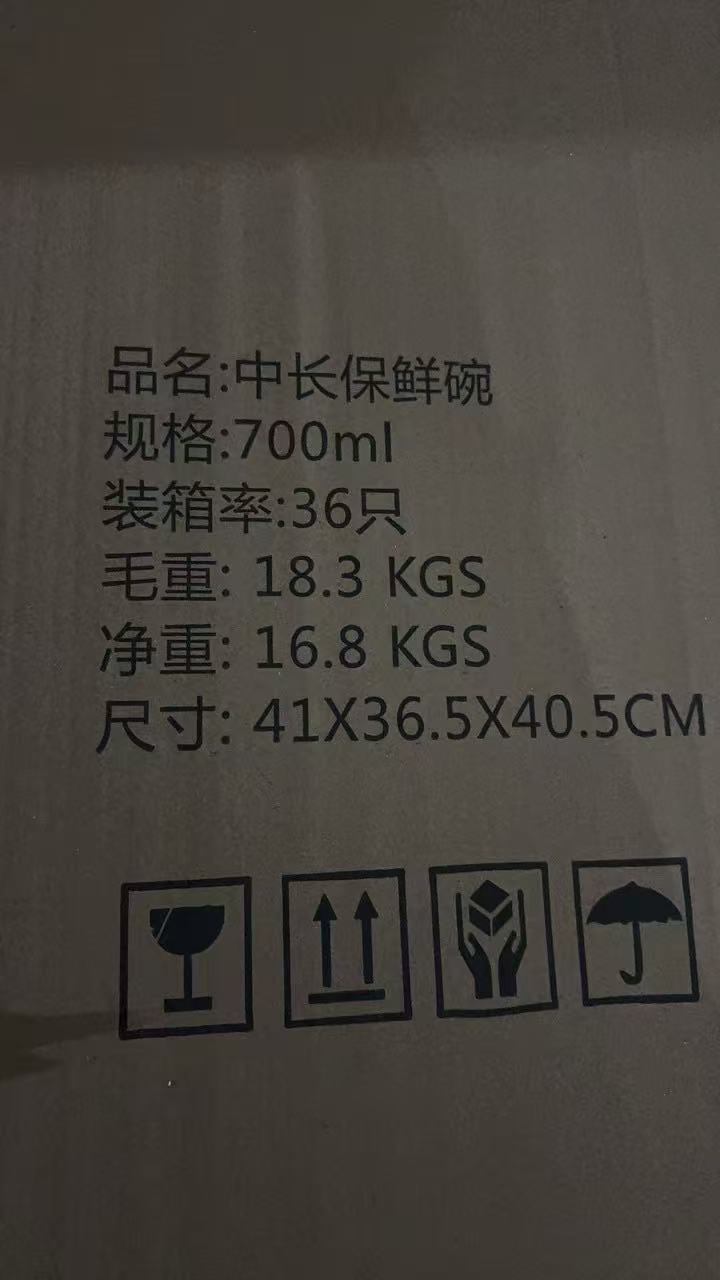 品名:中长保鲜碗
规格:700ml
装箱率:36只
毛重: 18.3 KGS
净重: 16.8 KGS
尺寸: 41X36.5X40.5CM